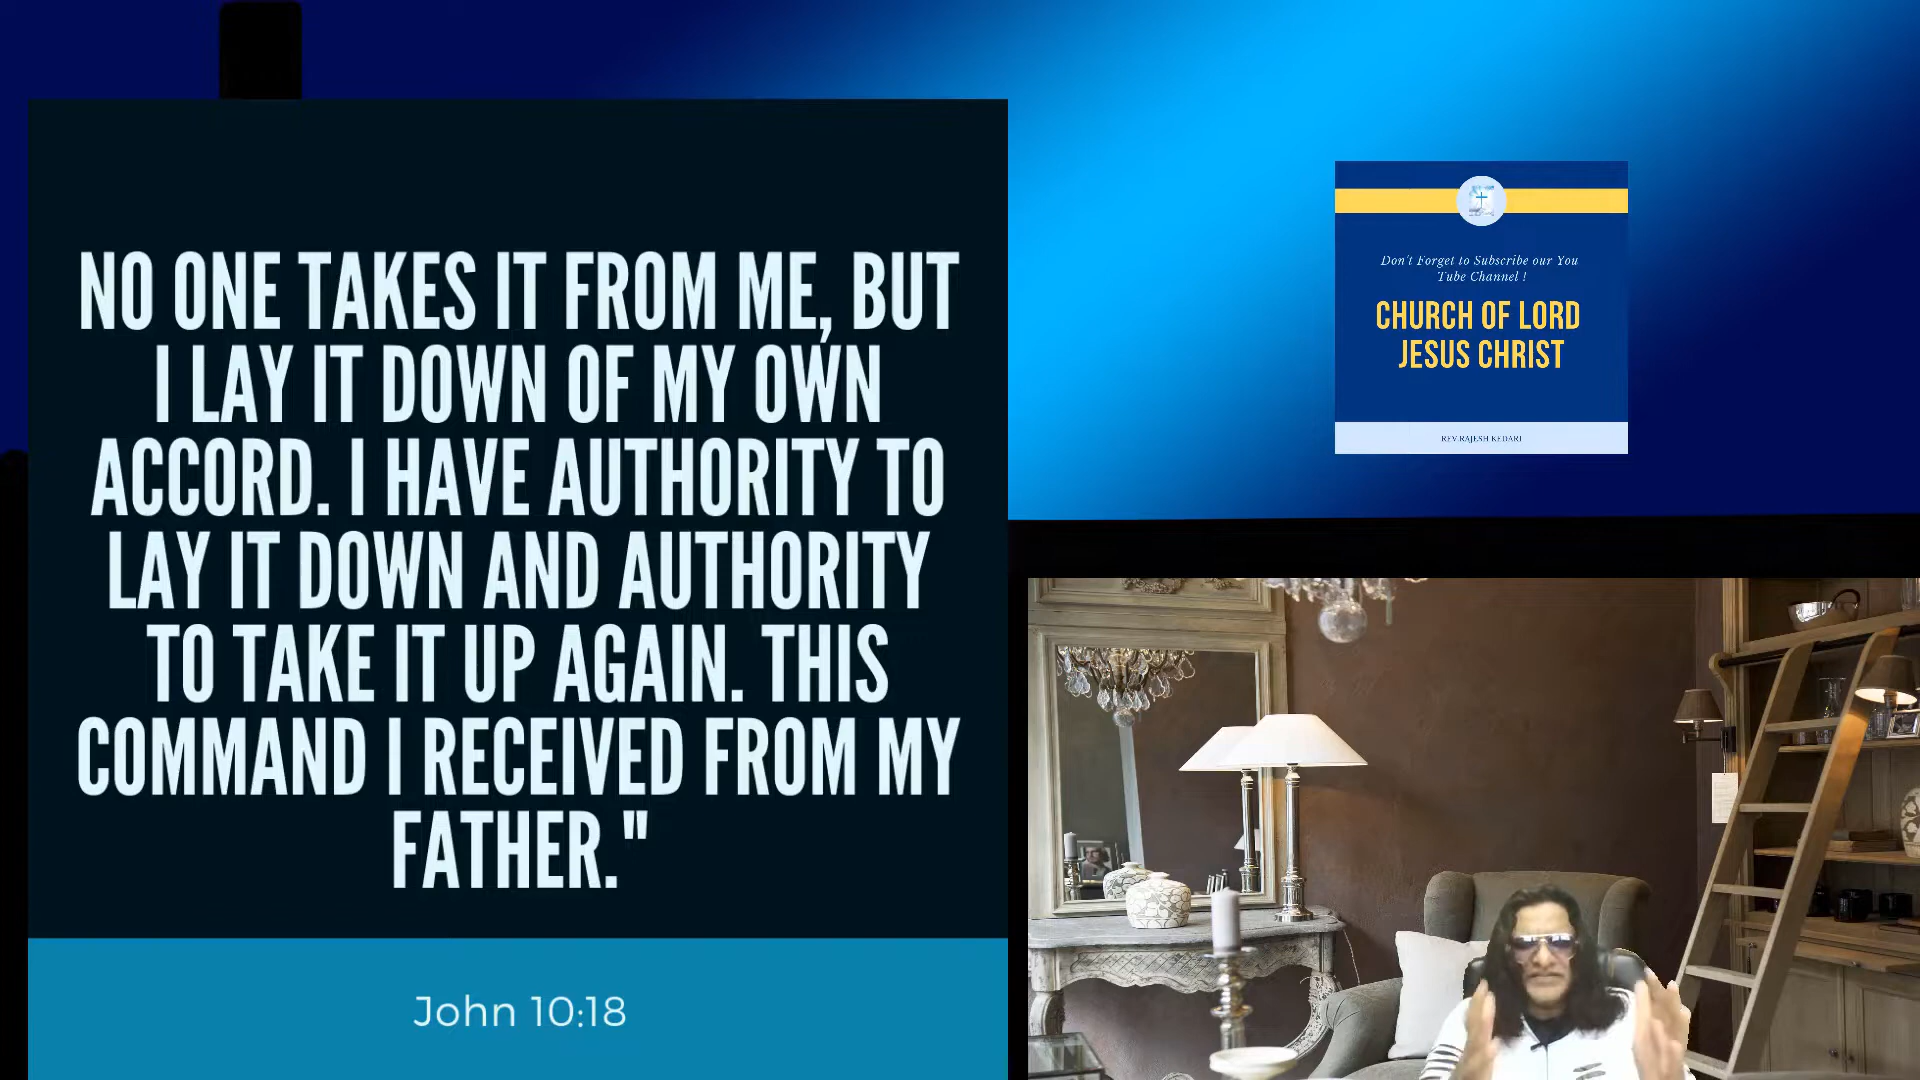 NO ONE TAKES IT FROM ME, BUT
I LAY IT DOWN OF MY OWN
ACCORD. I HAVE AUTHORITY TO
LAY IT DOWN AND AUTHORITY
TO TAKE IT UP AGAIN. THIS
COMMAND I RECEIVED FROM MY
FATHER."
John 10:18
Don't Forget to Subscribe our You
Tube Channel !
CHURCH OF LORD
JESUS CHRIST
REV.RAJESH KEDARI